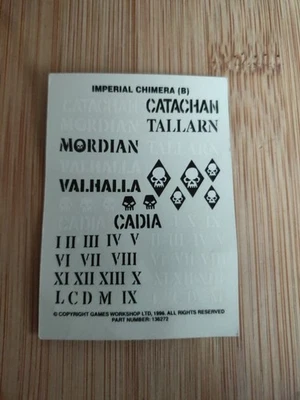 IMPERIAL CHIMERA (B)
CATACHAN
TALLARN
MORDIAN
VALHALLA
CADIA
I II III IV V
VI VII VIII
XI XII XIII X
L C D M IX
© COPYRIGHT GAMES WORKSHOP LTD, 1999. ALL RIGHTS RESERVED
PART NUMBER: 136272